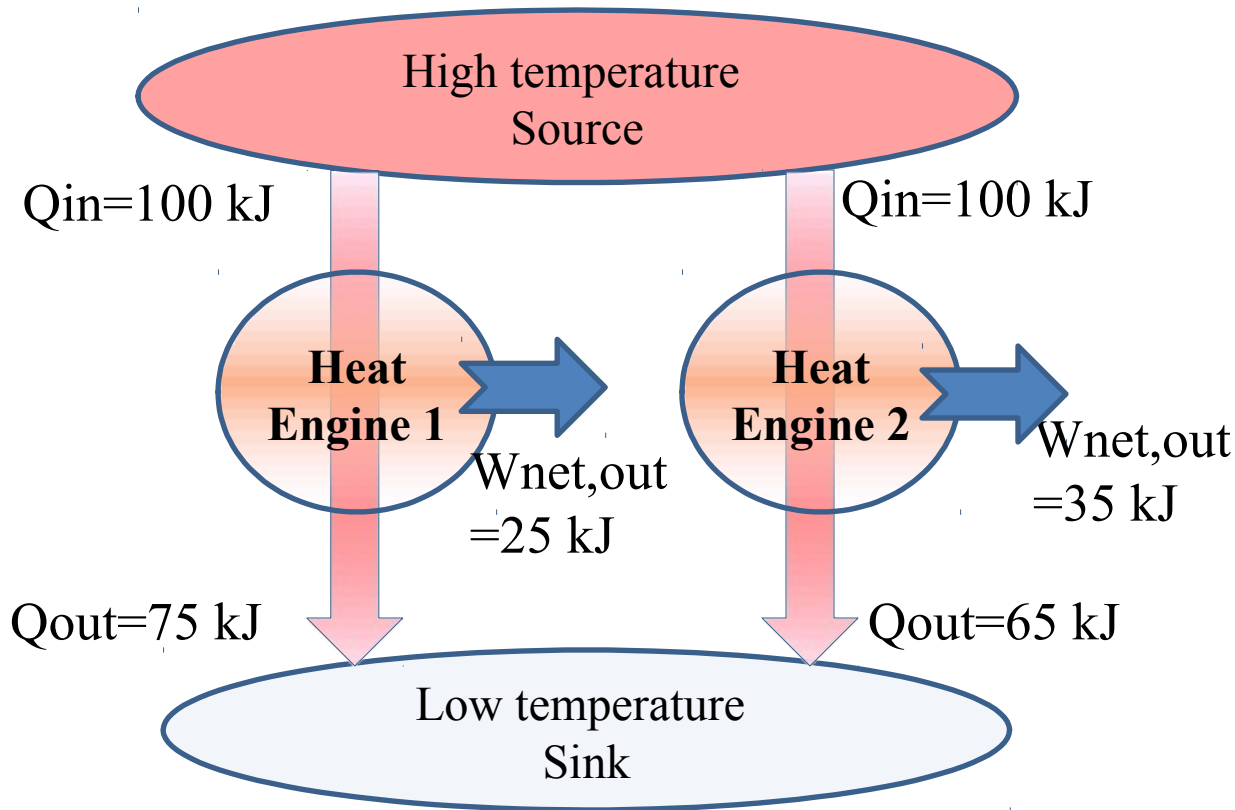 High temperature
Source
Qin=100 kJ
Qin=100 kJ
Heat
Engine 1
Heat
Engine 2
Wnet,out
=25 kJ
Wnet,out
=35 kJ
Qout=75 kJ
Qout=65 kJ
Low temperature
Sink